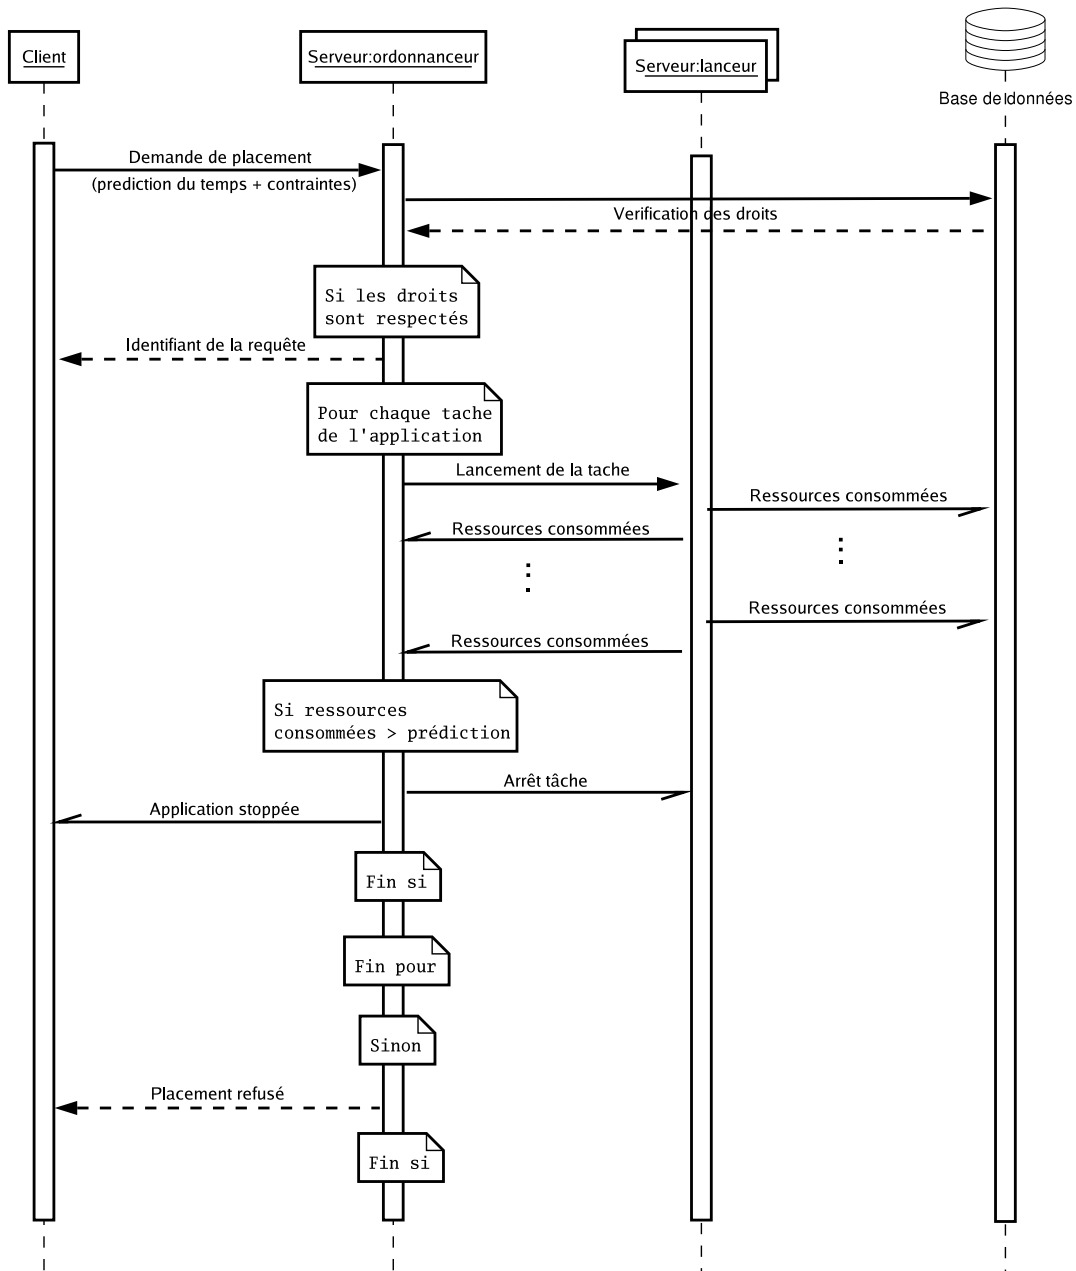 Client
Serveur:ordonnanceur
Serveur:lanceur
Base de données
Demande de placement
(prediction du temps + contraintes)
Verification des droits
Si les droits
sont respectés
Identifiant de la requête
Pour chaque tache
de l'application
Lancement de la tache
Ressources consommées
Ressources consommées
Ressources consommées
Ressources consommées
Si ressources
consommées > prédiction
Arrêt tâche
Application stoppée
Fin si
Fin pour
Sinon
Placement refusé
Fin si